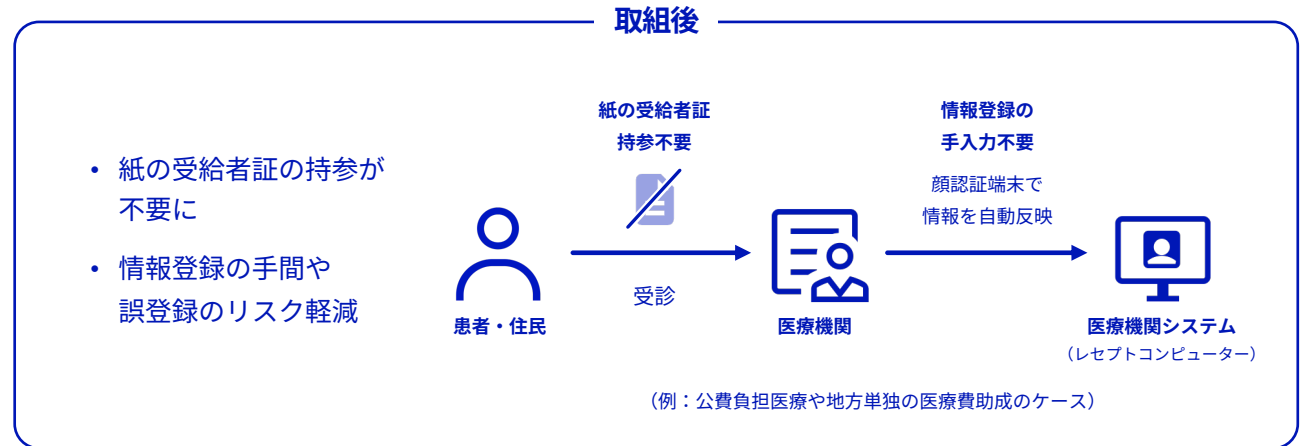 取組後
• 紙の受給者証の持参が
不要に
• 情報登録の手間や
誤登録のリスク軽減
紙の受給者証
持参不要
受診
情報登録の
手入力不要
顔認証端末で
情報を自動反映
患者・住民
医療機関
医療機関システム
（レセプトコンピューター）
（例：公費負担医療や地方単独の医療費助成のケース）